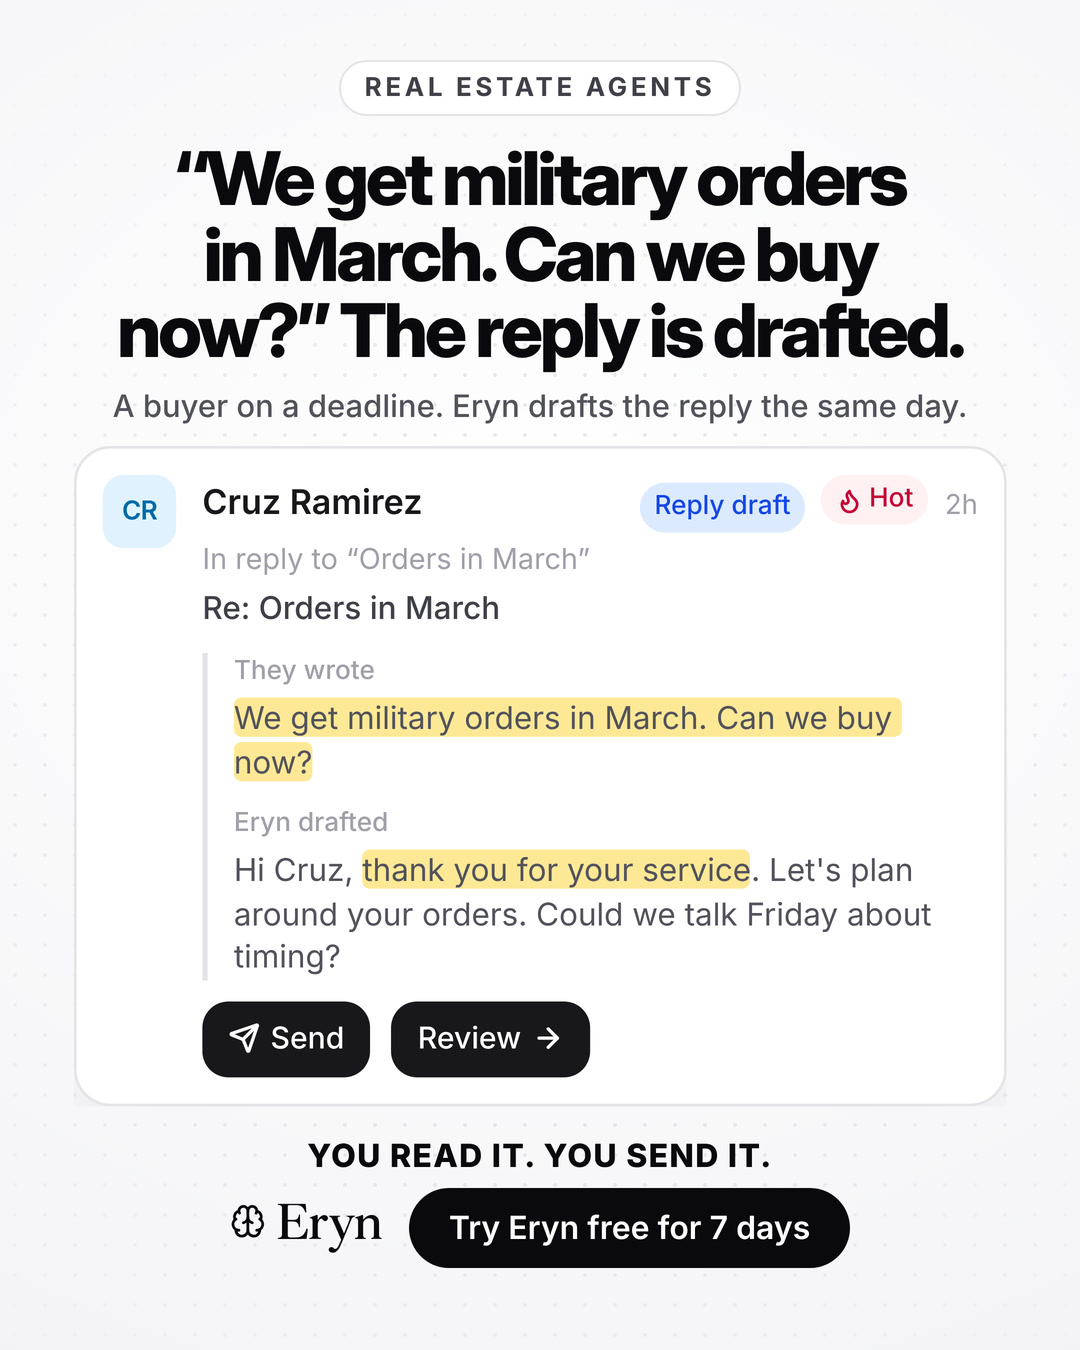 REAL ESTATE AGENTS
“We get military orders
in March. Can we buy
now?” The reply is drafted.
A buyer on a deadline. Eryn drafts the reply the same day.
CR
Cruz Ramirez
Reply draft
Hot
2h
In reply to “Orders in March”
Re: Orders in March
They wrote
We get military orders in March. Can we buy
now?
Eryn drafted
Hi Cruz, thank you for your service. Let's plan
around your orders. Could we talk Friday about
timing?
Send
Review →
YOU READ IT. YOU SEND IT.
Eryn
Try Eryn free for 7 days